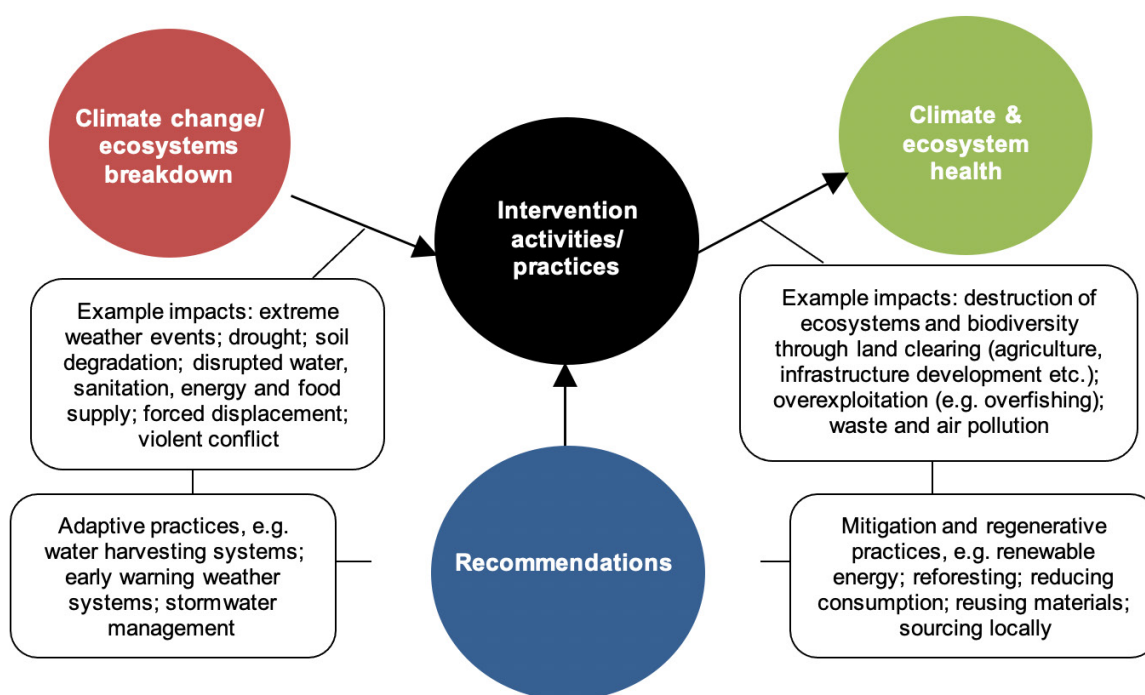 Climate change/
ecosystems
breakdown
Intervention
activities/
practices
Climate &
ecosystem
health
Example impacts: extreme
weather events; drought; soil
degradation; disrupted water,
sanitation, energy and food
supply; forced displacement;
violent conflict
Example impacts: destruction of
ecosystems and biodiversity
through land clearing (agriculture,
infrastructure development etc.);
overexploitation (e.g. overfishing);
waste and air pollution
Adaptive practices, e.g.
water harvesting systems;
early warning weather
systems; stormwater
management
Recommendations
Mitigation and regenerative
practices, e.g. renewable
energy; reforesting; reducing
consumption; reusing materials;
sourcing locally